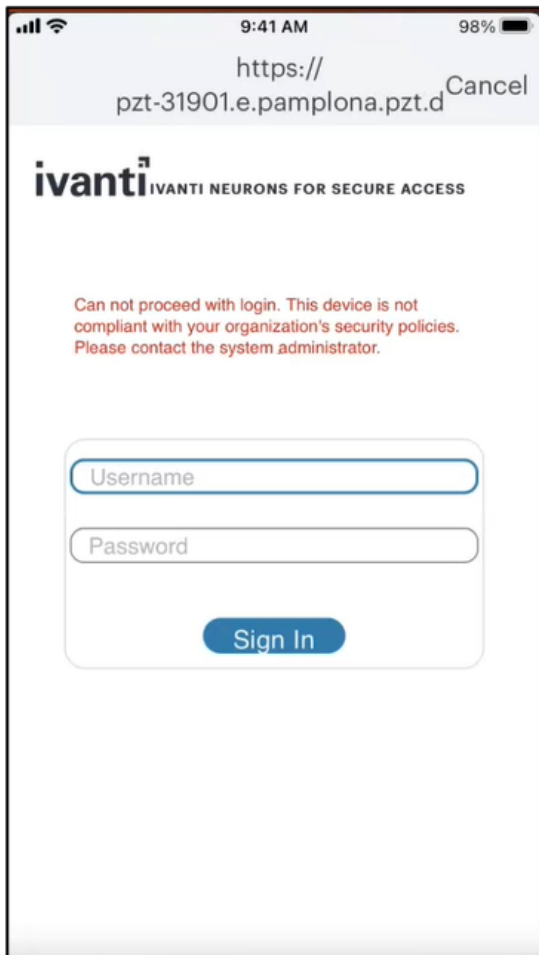 9:41 AM
98%
https://
pzt-31901.e.pamplona.pzt.d
Cancel
ivanti IVANTI NEURONS FOR SECURE ACCESS
Can not proceed with login. This device is not
compliant with your organization's security policies.
Please contact the system administrator.
Username
Password
Sign In